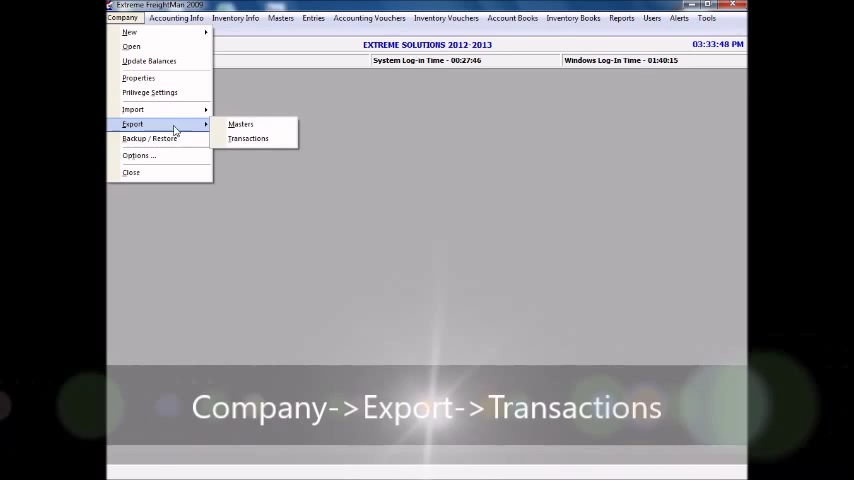 Extreme FreightMan 2009
Company Accounting Info Inventory Info Masters Entries Accounting Vouchers Inventory Vouchers Account Books Inventory Books Reports Users Alerts Tools
EXTREME SOLUTIONS 2012-2013 03:33:48 PM
System Log-in Time - 00:27:46 Windows Log-In Time - 01:40:15
New
Open
Update Balances
Properties
Prilivege Settings
Import
Export
Masters
Backup / Restore
Transactions
Options ...
Close
Company->Export->Transactions